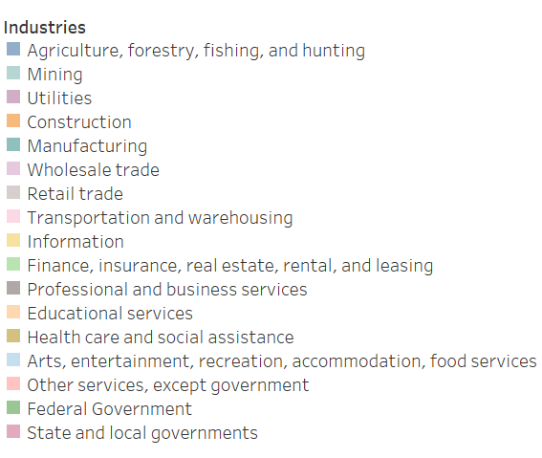 Industries
Agriculture, forestry, fishing, and hunting
Mining
Utilities
Construction
Manufacturing
Wholesale trade
Retail trade
Transportation and warehousing
Information
Finance, insurance, real estate, rental, and leasing
Professional and business services
Educational services
Health care and social assistance
Arts, entertainment, recreation, accommodation, food services
Other services, except government
Federal Government
State and local governments